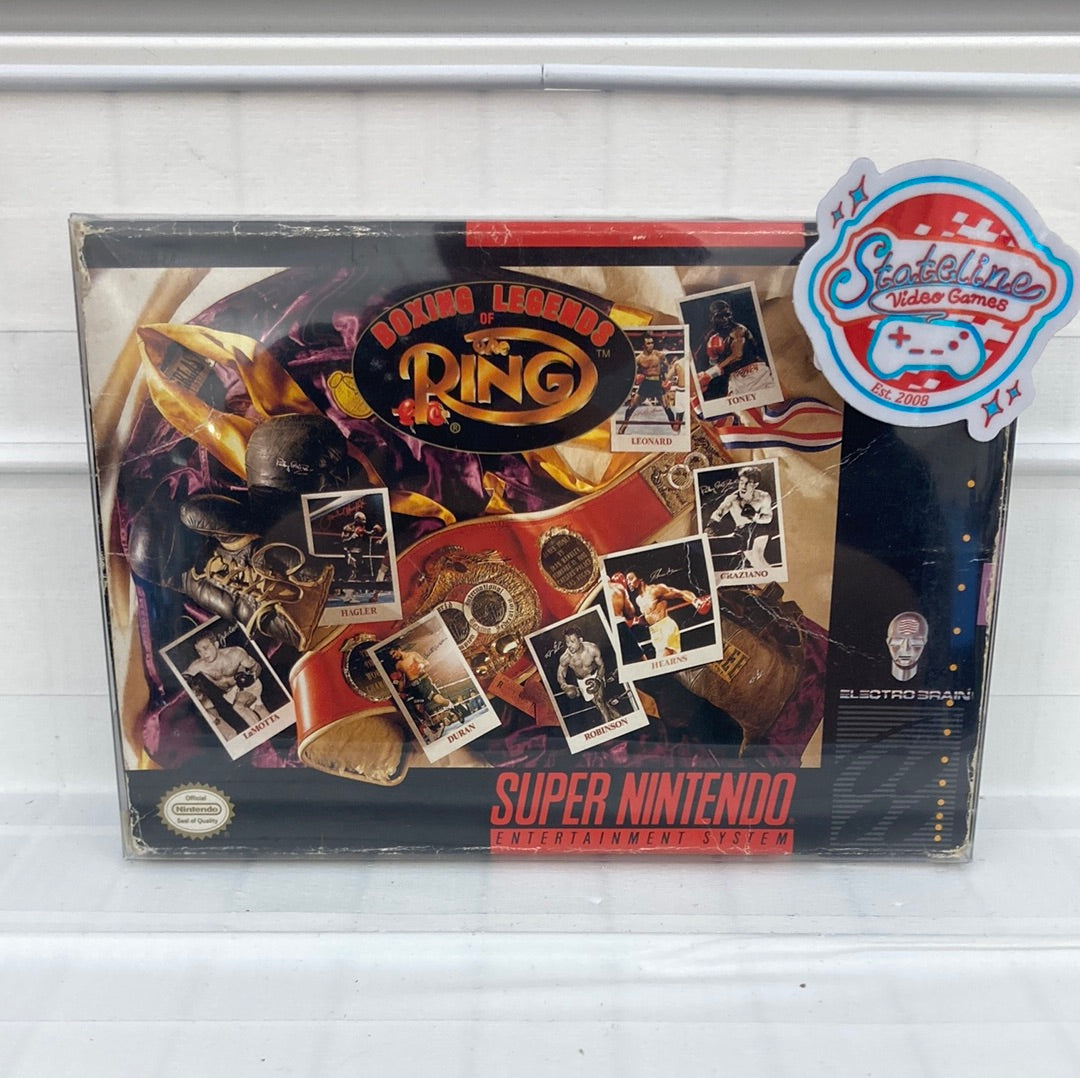 BOXING LEGENDS
OF
The
RING
TM
®
Stateline
Video Games
Est. 2008
TONEY
LEONARD
GRAZIANO
HAGLER
HEARNS
LaMOTTA
DURAN
ROBINSON
ELECTRO BRAIN
Official
Nintendo
Seal of Quality
SUPER NINTENDO
ENTERTAINMENT SYSTEM